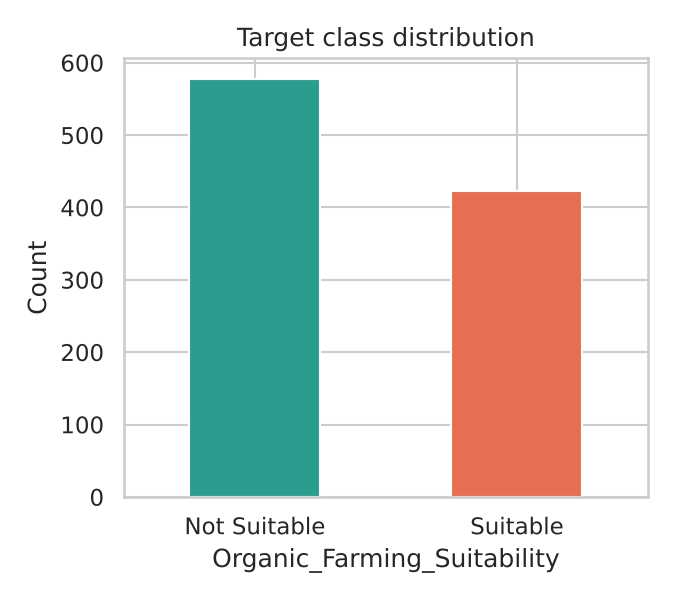 Target class distribution
600
500
400
300
200
100
0
Count
Not Suitable
Suitable
Organic_Farming_Suitability